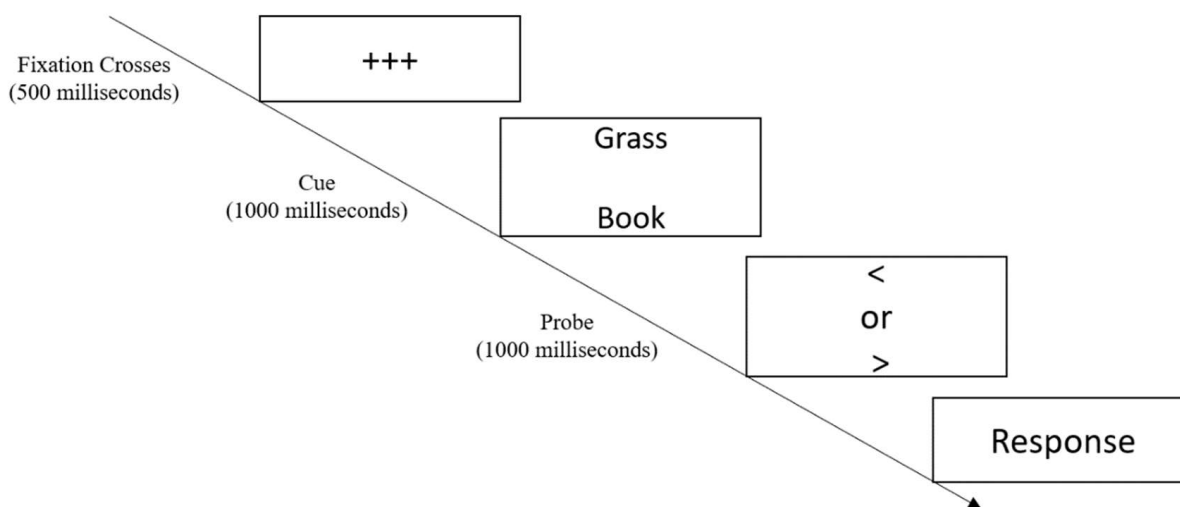 +++
Fixation Crosses
(500 milliseconds)
Grass
Cue
(1000 milliseconds)
Book
<
or
>
Probe
(1000 milliseconds)
Response